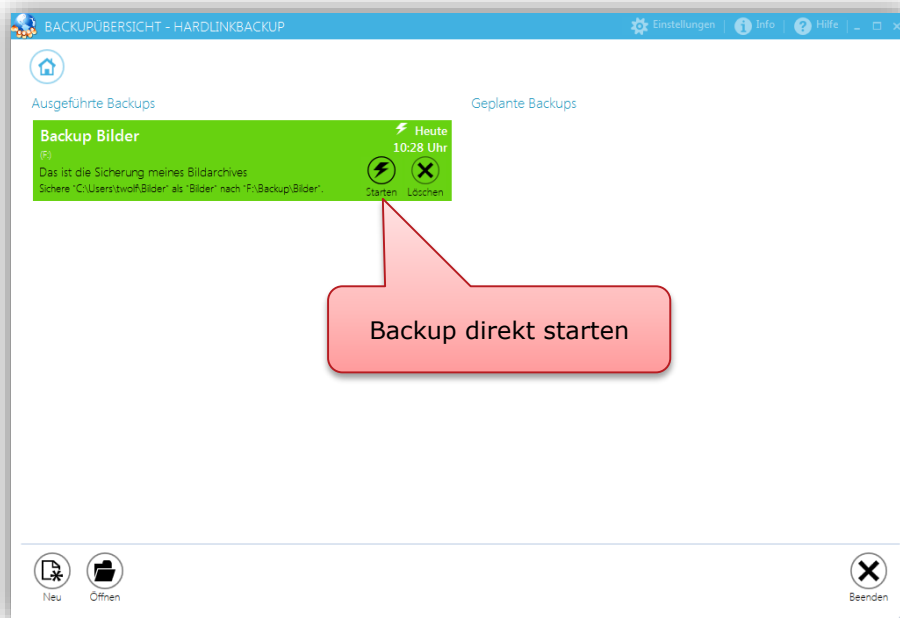 BACKUPÜBERSICHT - HARDLINKBACKUP
Einstellungen | Info | Hilfe
Ausgeführte Backups
Geplante Backups
Backup Bilder
Heute
10:28 Uhr
(F:)
Das ist die Sicherung meines Bildarchives
Sichere "C:\Users\twolf\Bilder" als "Bilder" nach "F:\Backup\Bilder".
Starten
Löschen
Backup direkt starten
Neu
Öffnen
Beenden